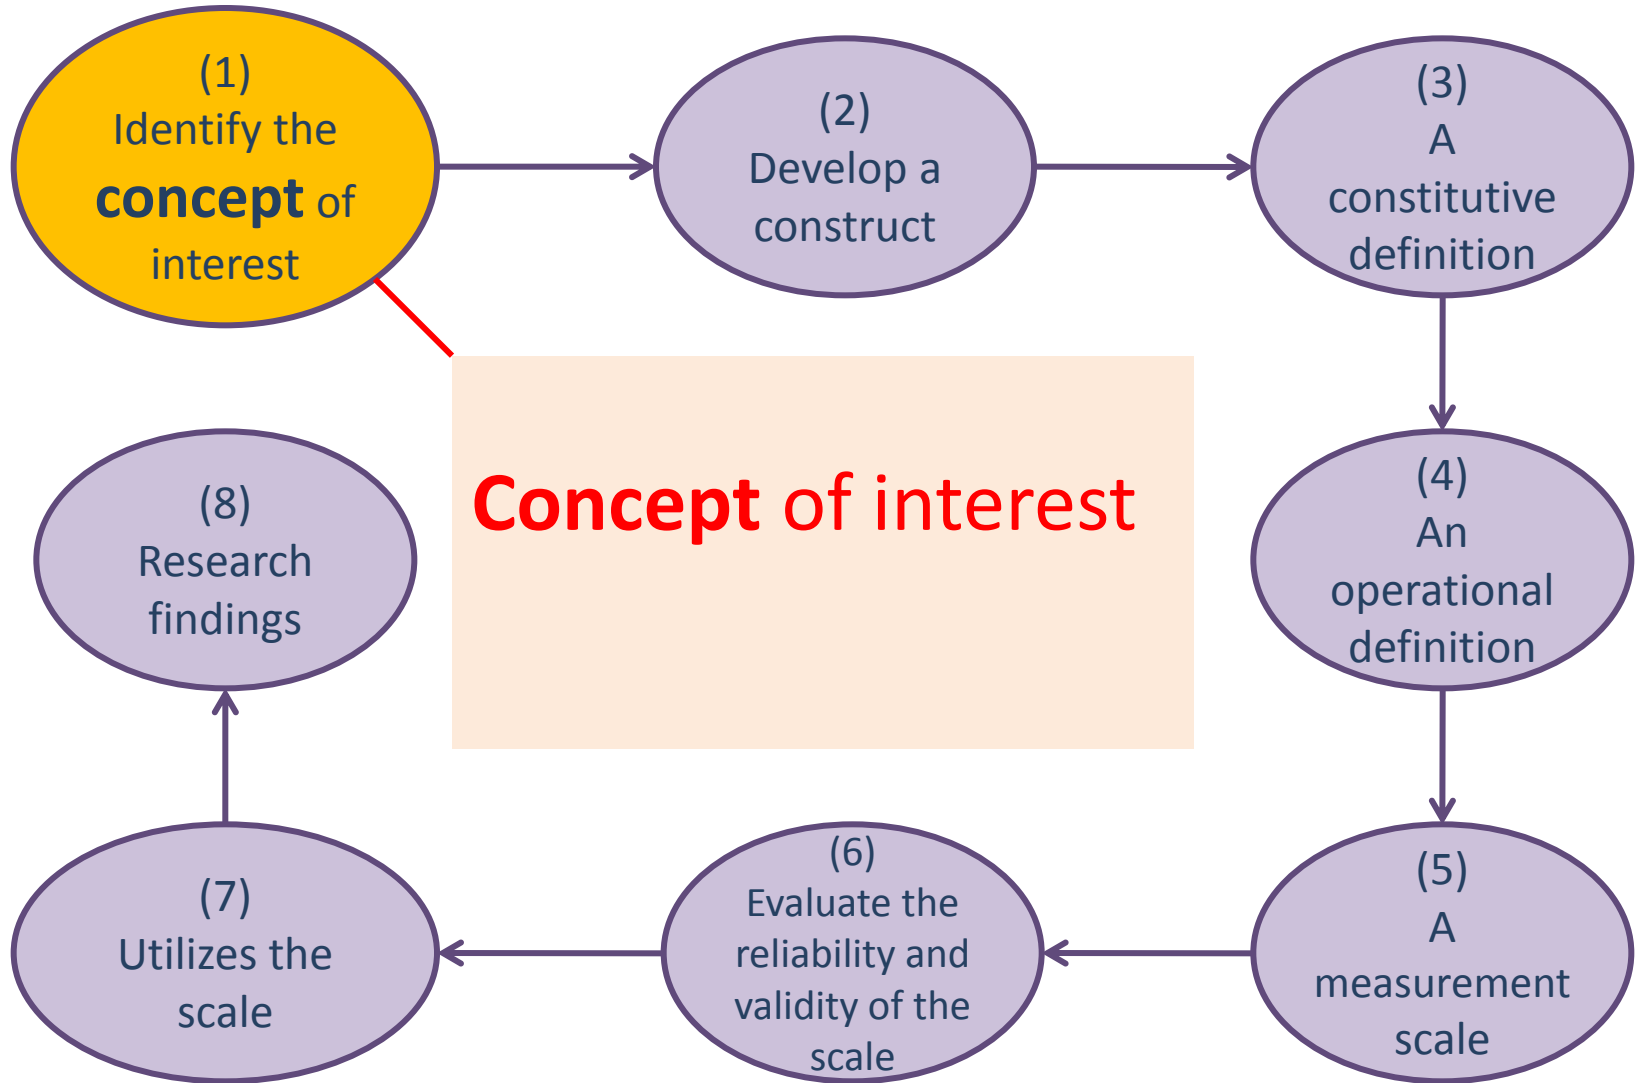 (1)
Identify the
concept of
interest
(2)
Develop a
construct
(3)
A
constitutive
definition
Concept of interest
(4)
An
operational
definition
(5)
A
measurement
scale
(6)
Evaluate the
reliability and
validity of the
scale
(7)
Utilizes the
scale
(8)
Research
findings